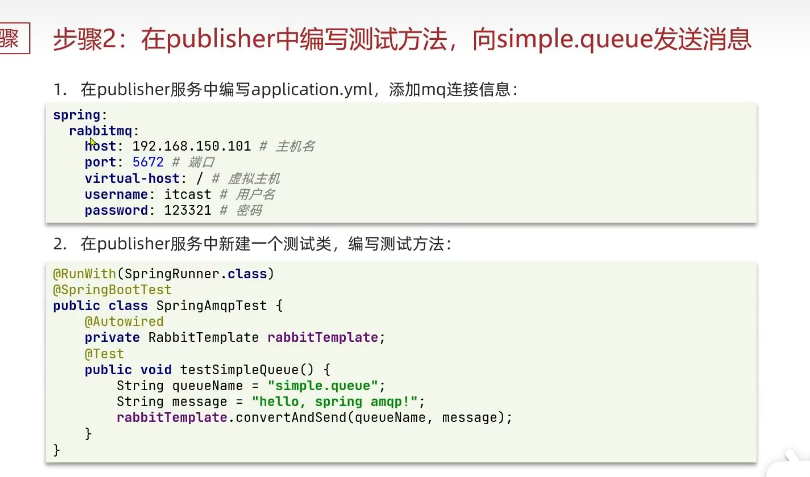 骤
步骤2：在publisher中编写测试方法，向simple.queue发送消息
1. 在publisher服务中编写application.yml，添加mq连接信息：
spring:
  rabbitmq:
    host: 192.168.150.101 # 主机名
    port: 5672 # 端口
    virtual-host: / # 虚拟主机
    username: itcast # 用户名
    password: 123321 # 密码
2. 在publisher服务中新建一个测试类，编写测试方法：
@RunWith(SpringRunner.class)
@SpringBootTest
public class SpringAmqpTest {
    @Autowired
    private RabbitTemplate rabbitTemplate;
    @Test
    public void testSimpleQueue() {
        String queueName = "simple.queue";
        String message = "hello, spring amqp!";
        rabbitTemplate.convertAndSend(queueName, message);
    }
}